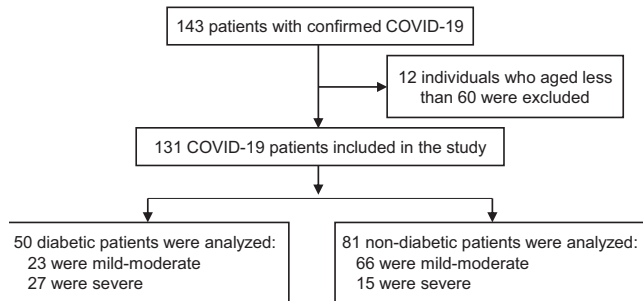 143 patients with confirmed COVID-19
12 individuals who aged less
than 60 were excluded
131 COVID-19 patients included in the study
50 diabetic patients were analyzed:
23 were mild-moderate
27 were severe
81 non-diabetic patients were analyzed:
66 were mild-moderate
15 were severe